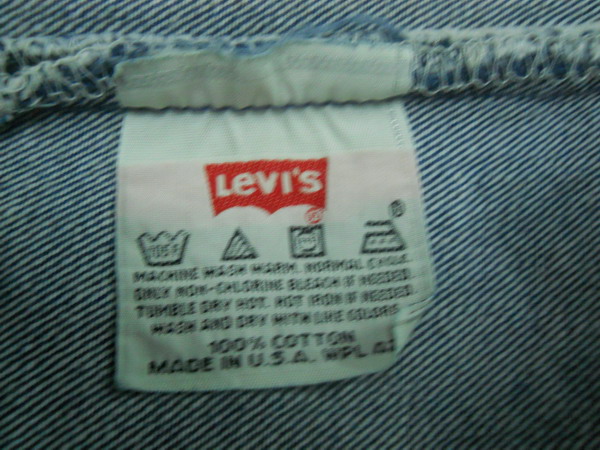 LEVI'S
105F
MACHINE WASH WARM. NORMAL CYCLE.
ONLY NON-CHLORINE BLEACH IF NEEDED.
TUMBLE DRY HOT. HOT IRON IF NEEDED.
WASH AND DRY WITH LIKE COLORS
100% COTTON
MADE IN U.S.A. WPL